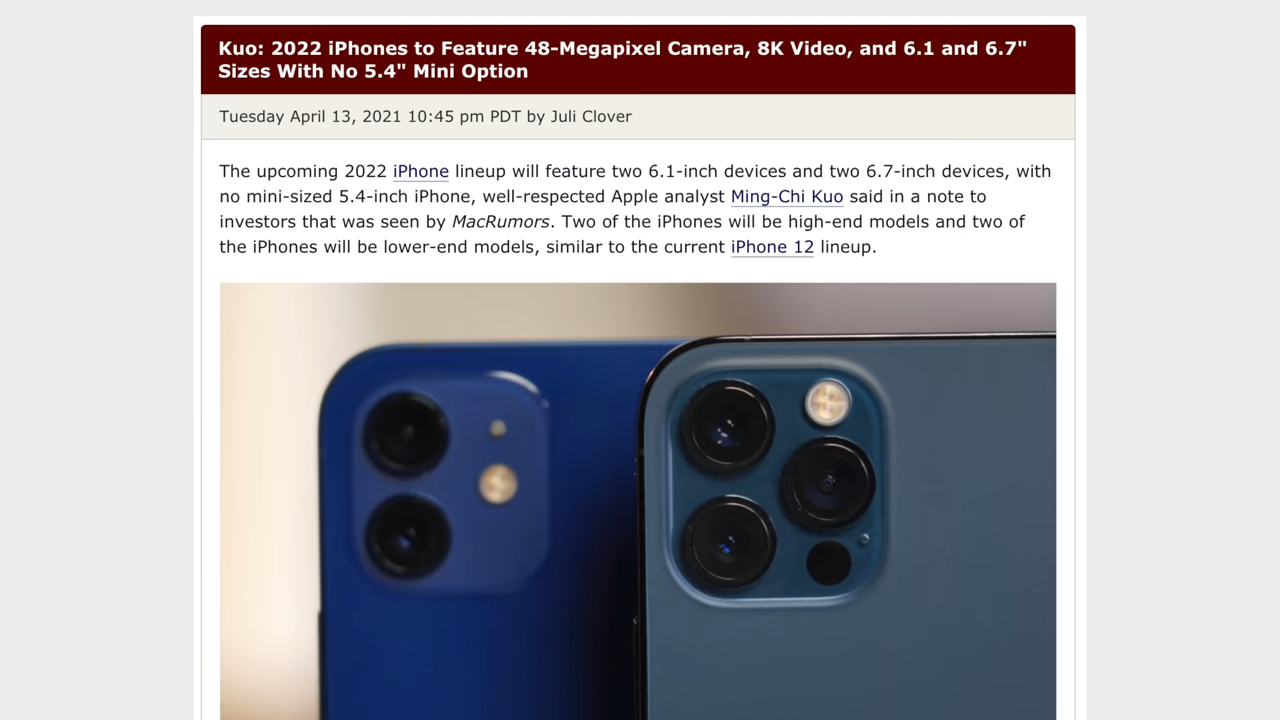 Kuo: 2022 iPhones to Feature 48-Megapixel Camera, 8K Video, and 6.1 and 6.7"
Sizes With No 5.4" Mini Option
Tuesday April 13, 2021 10:45 pm PDT by Juli Clover
The upcoming 2022 iPhone lineup will feature two 6.1-inch devices and two 6.7-inch devices, with
no mini-sized 5.4-inch iPhone, well-respected Apple analyst Ming-Chi Kuo said in a note to
investors that was seen by MacRumors. Two of the iPhones will be high-end models and two of
the iPhones will be lower-end models, similar to the current iPhone 12 lineup.